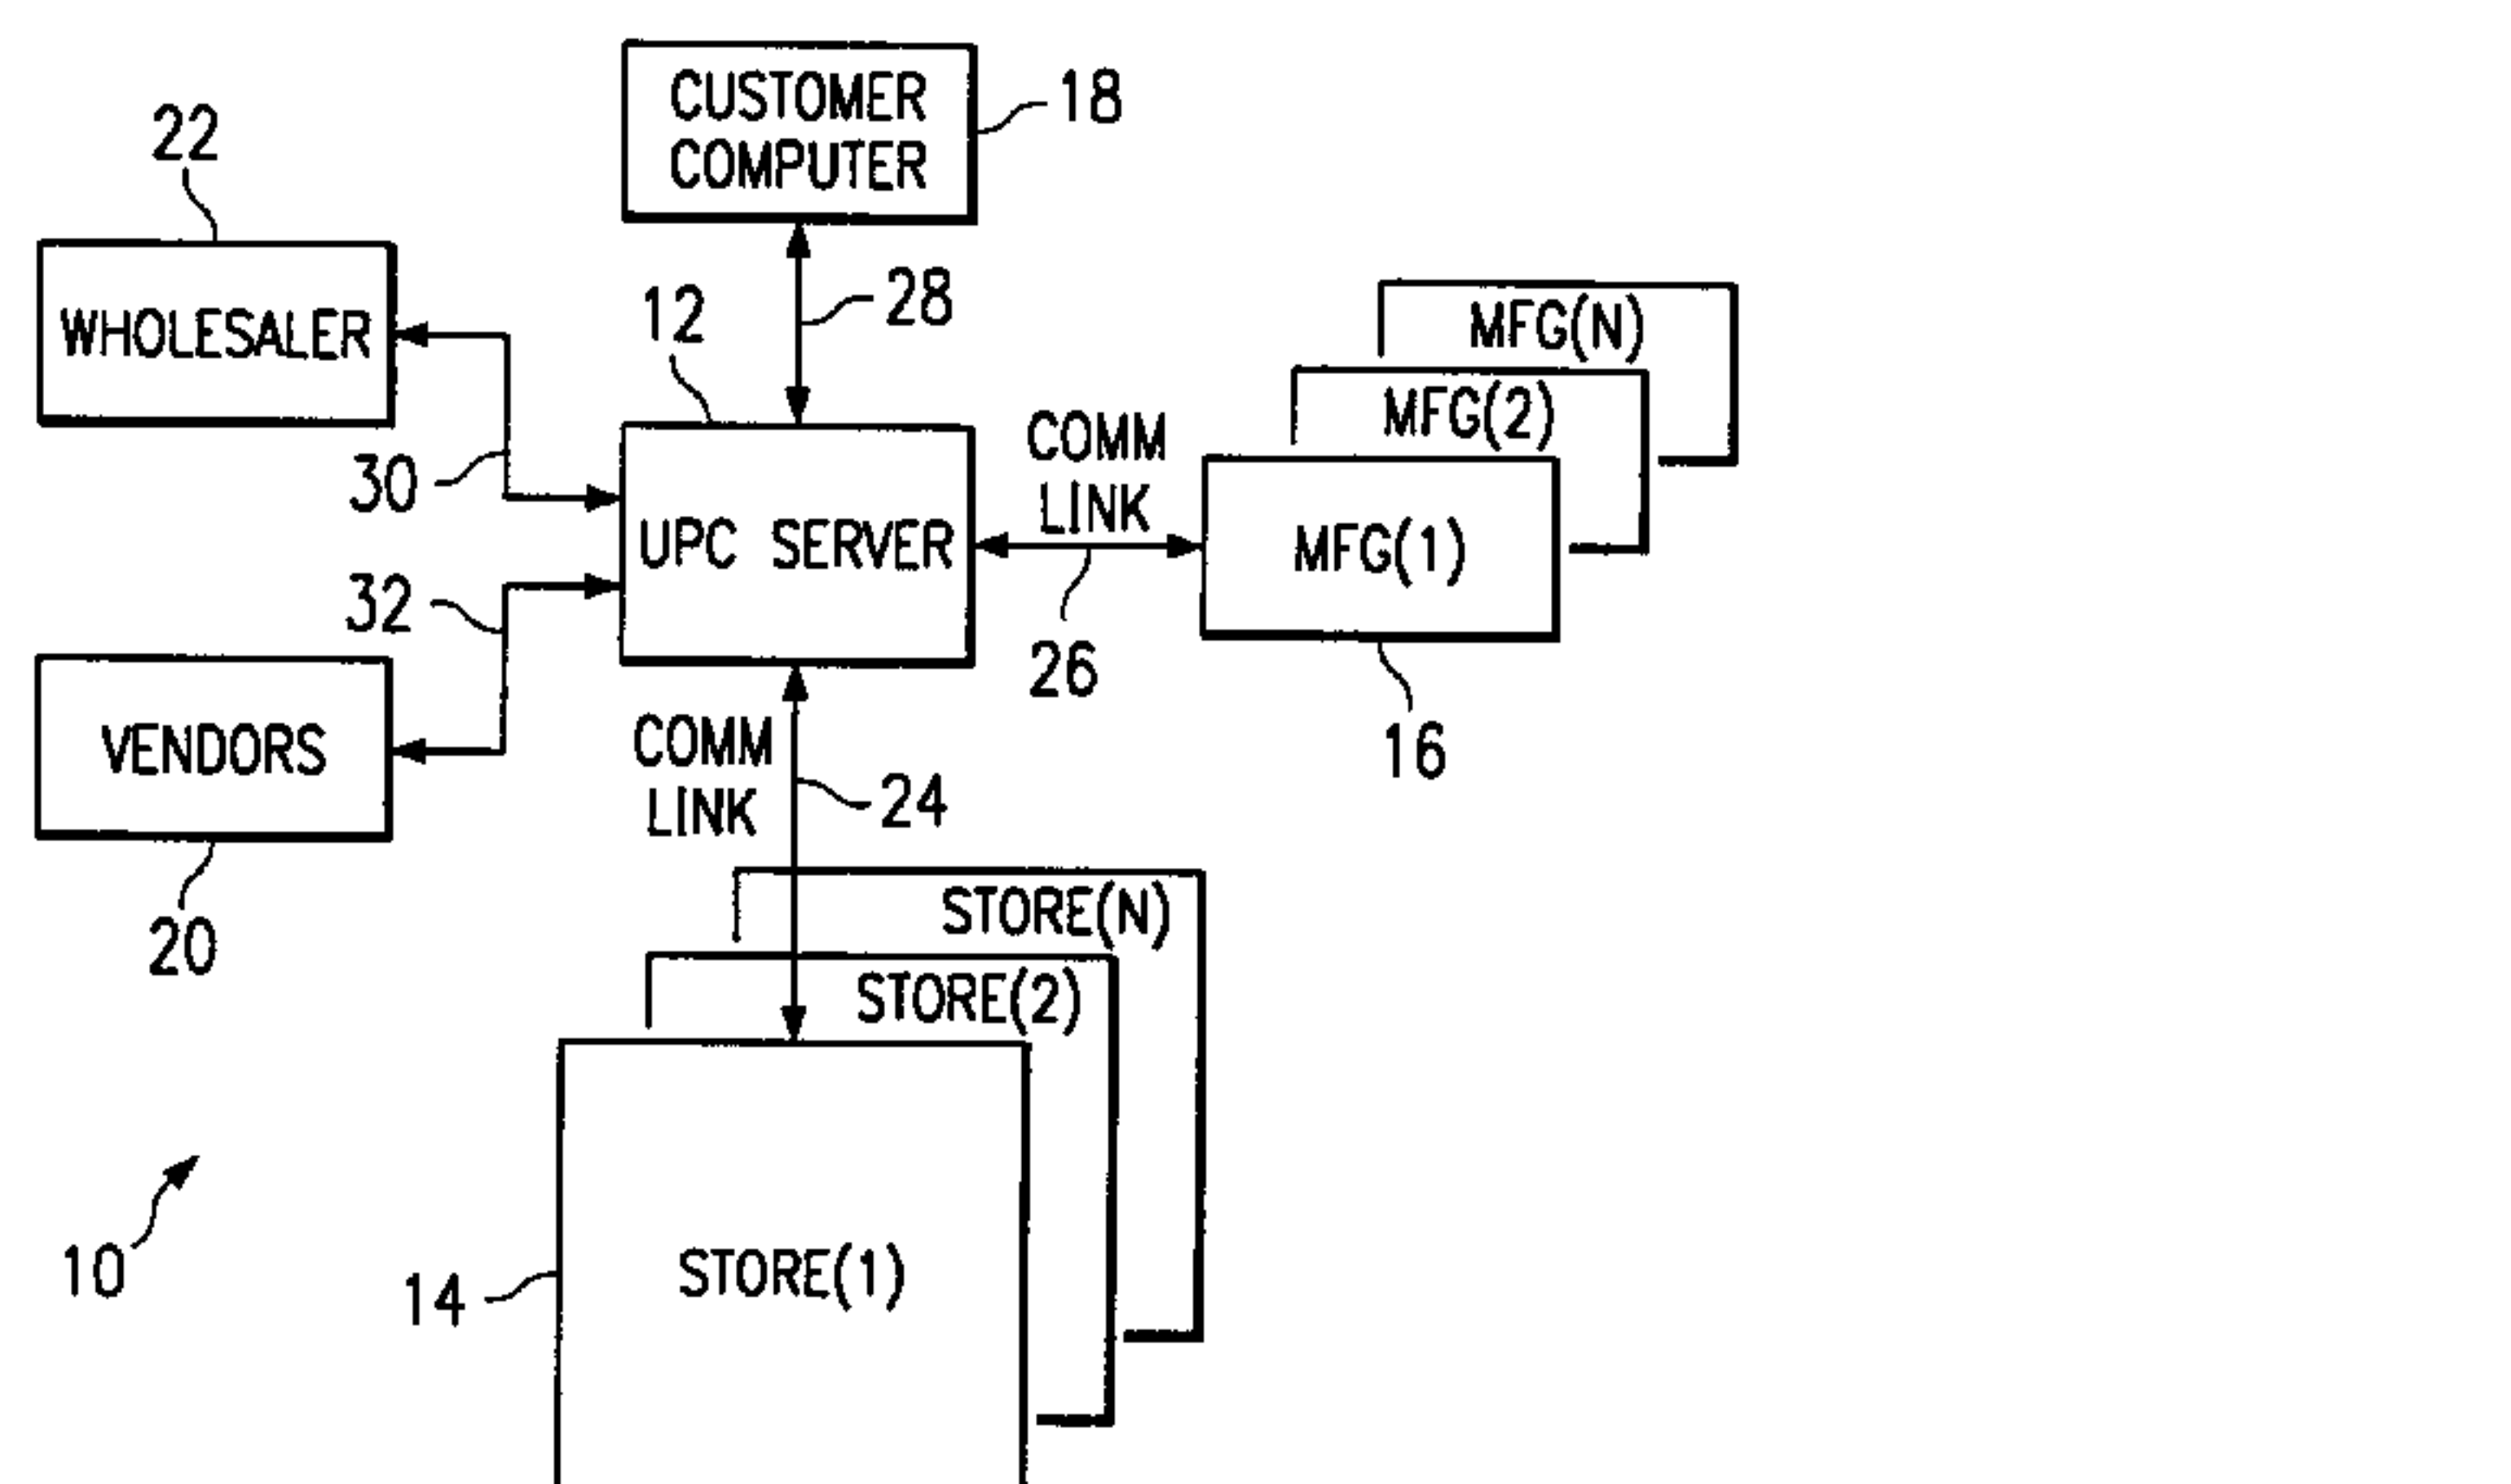 CUSTOMER
COMPUTER
18
22
WHOLESALER
12
28
MFG(N)
MFG(2)
COMM
LINK
MFG(1)
30
UPC SERVER
32
26
16
VENDORS
COMM
LINK
24
20
STORE(N)
STORE(2)
STORE(1)
10
14